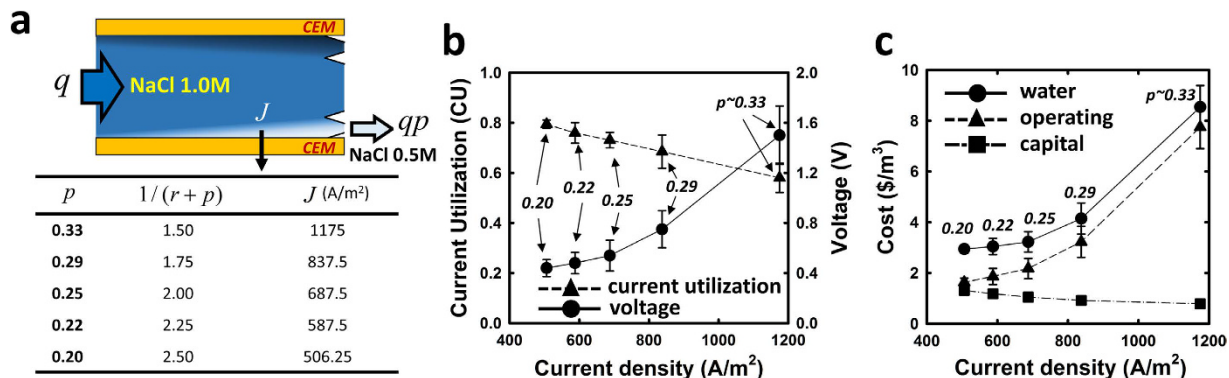 a
CEM
q
NaCl 1.0M
J
qp
NaCl 0.5M
CEM
p 1/(r+p) J (A/m²)
0.33 1.50 1175
0.29 1.75 837.5
0.25 2.00 687.5
0.22 2.25 587.5
0.20 2.50 506.25
b
Current Utilization (CU)
1.0
0.8
0.6
0.4
0.2
0.0
2.0
1.6
1.2
0.8
0.4
0.0
Voltage (V)
p~0.33
0.20
0.22
0.25
0.29
current utilization
voltage
400 600 800 1000 1200
Current density (A/m²)
c
Cost ($/m³)
10
8
6
4
2
0
water
operating
capital
p~0.33
0.20 0.22 0.25 0.29
400 600 800 1000 1200
Current density (A/m²)